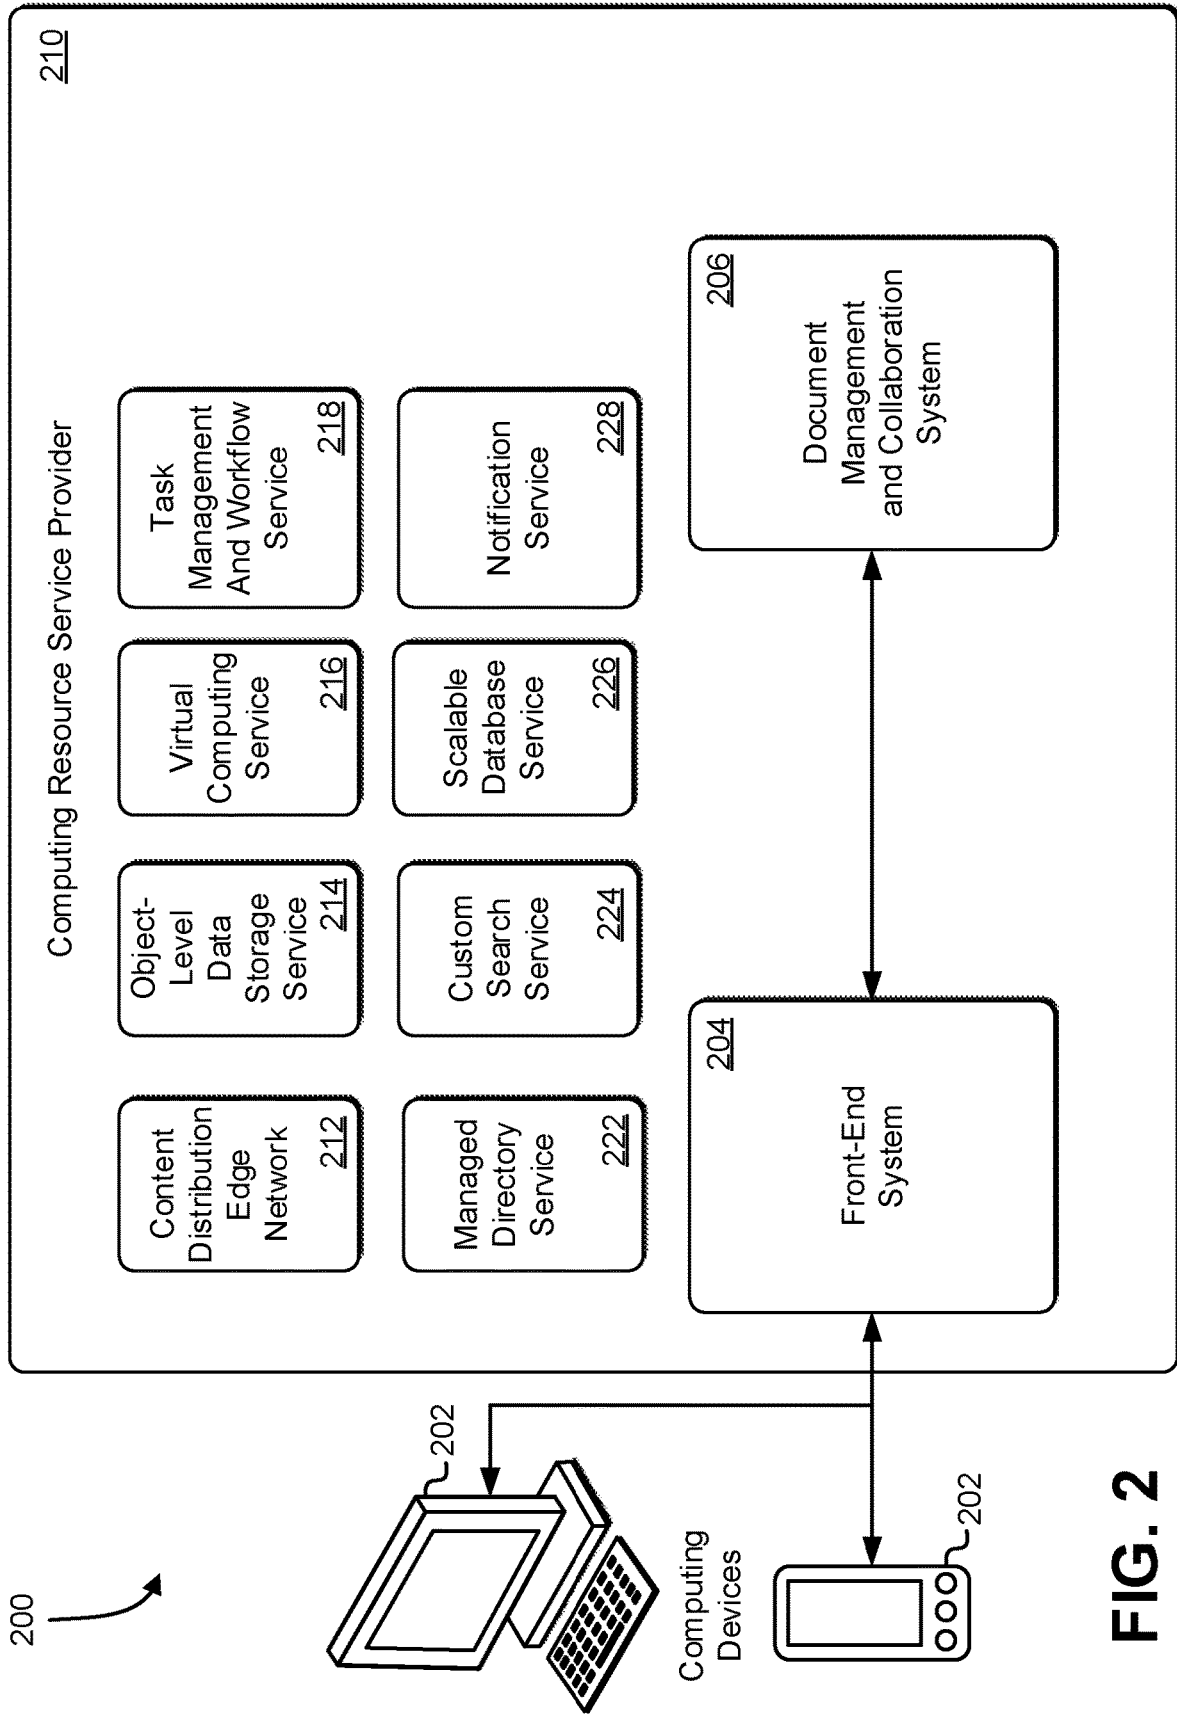 200
Computing Resource Service Provider
210
Content
Distribution
Edge
Network
212
Object-
Level
Data
Storage
Service
214
Virtual
Computing
Service
216
Task
Management
And Workflow
Service
218
Managed
Directory
Service
222
Custom
Search
Service
224
Scalable
Database
Service
226
Notification
Service
228
202
Computing
Devices
202
204
Front-End
System
206
Document
Management
and Collaboration
System
FIG. 2